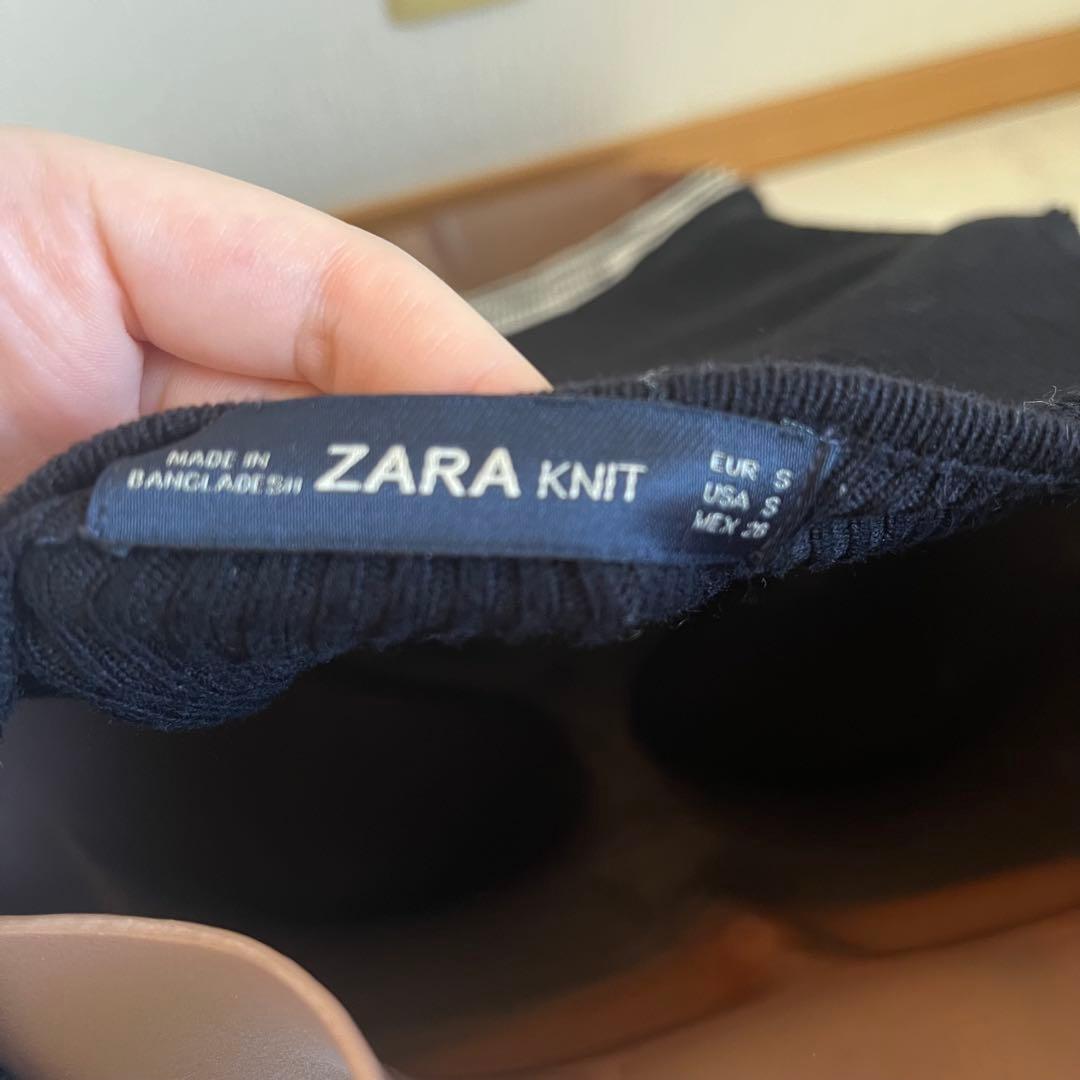 MADE IN
BANGLADESH
ZARA KNIT
EUR S
USA S
MEX 26